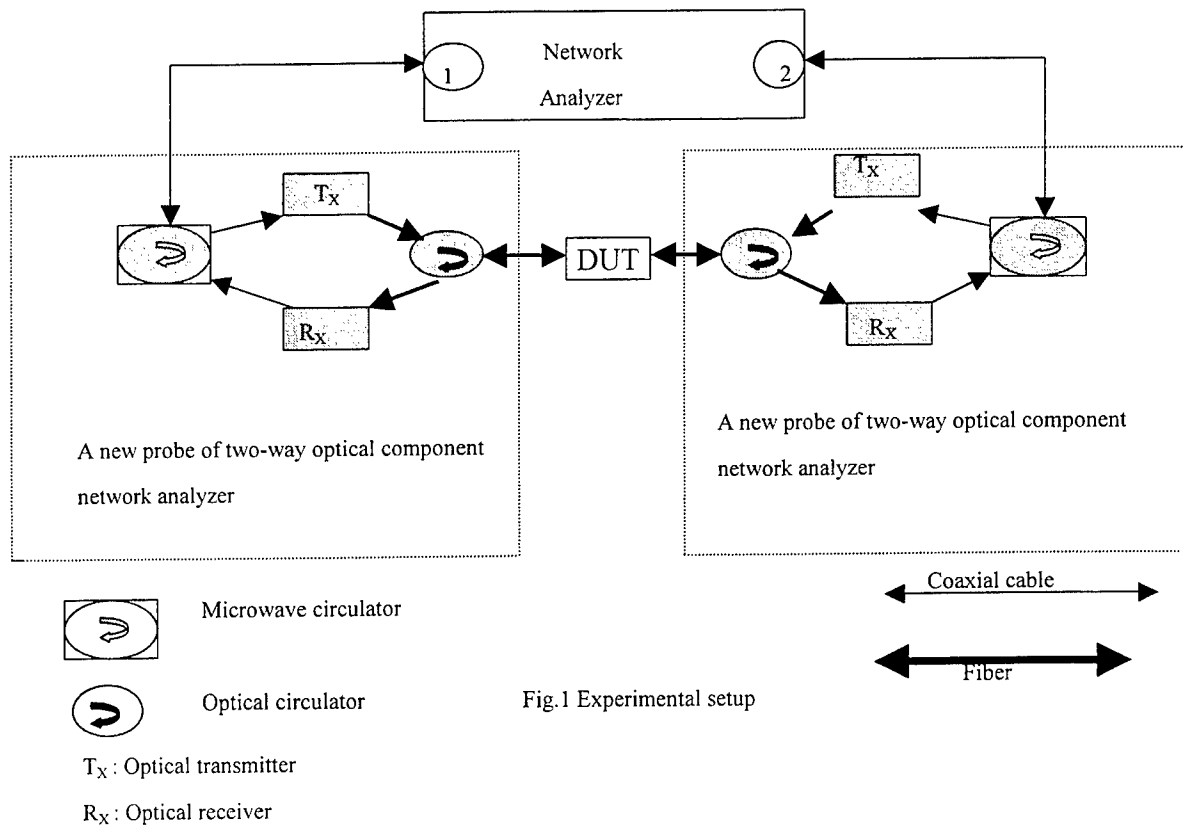 Network
Analyzer
1
2
TX
TX
DUT
RX
RX
A new probe of two-way optical component
network analyzer
A new probe of two-way optical component
network analyzer
Coaxial cable
Fiber
Microwave circulator
Optical circulator
Fig.1 Experimental setup
TX : Optical transmitter
RX : Optical receiver